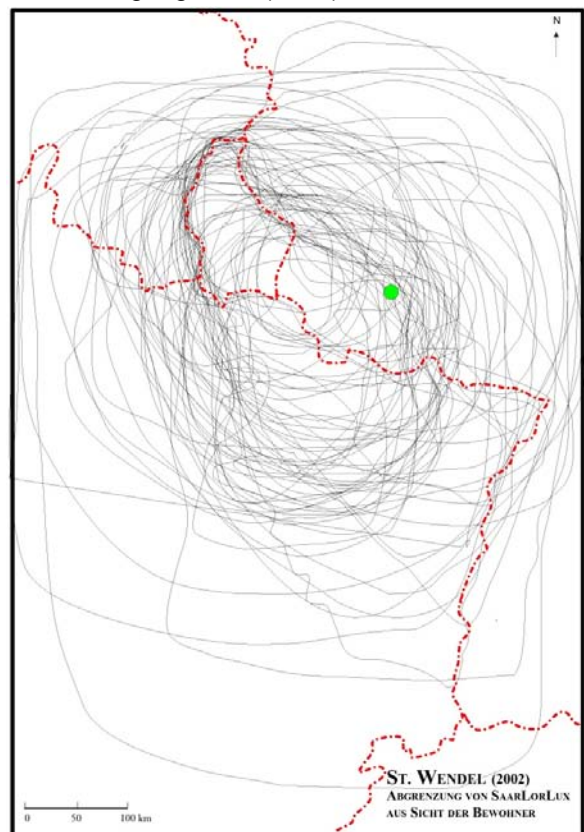 N
ST. WENDEL (2002)
ABGRENZUNG VON SAARLORLUX
AUS SICHT DER BEWOHNER
0 50 100 km